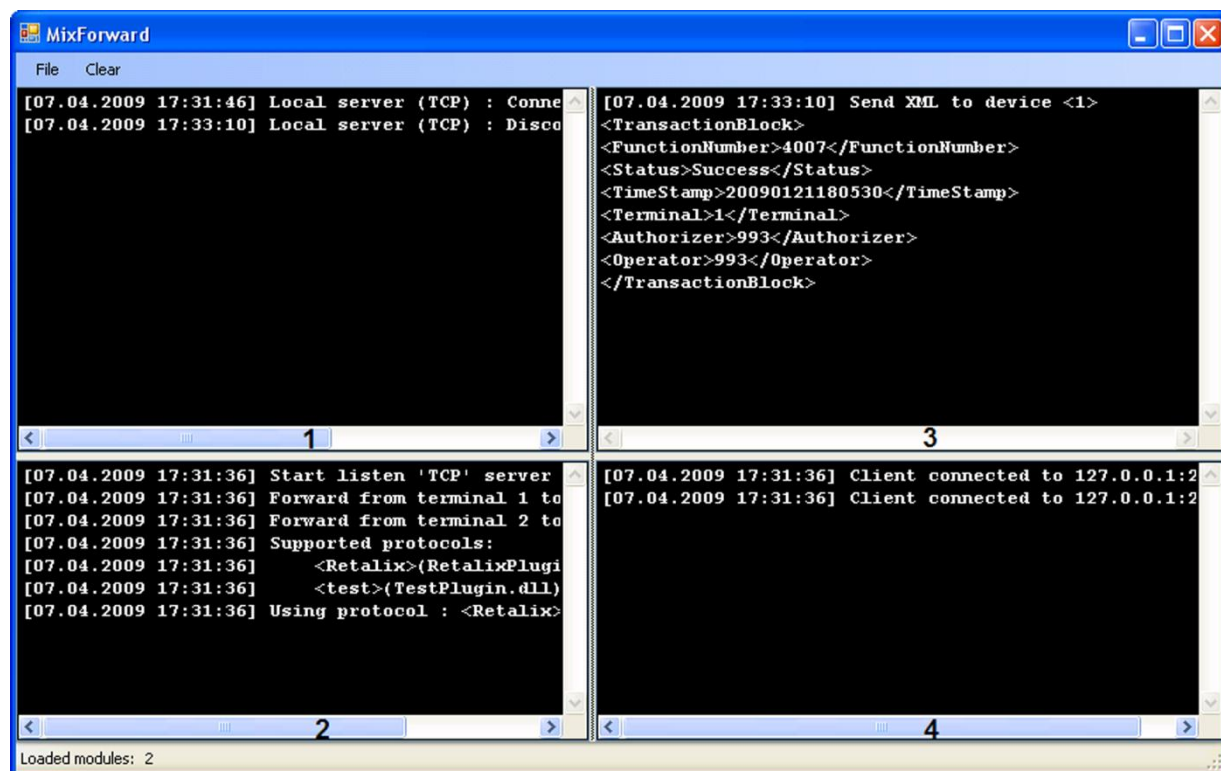 MixForward
File Clear
[07.04.2009 17:31:46] Local server (TCP) : Conne
[07.04.2009 17:33:10] Local server (TCP) : Disco
1
[07.04.2009 17:33:10] Send XML to device <1>
<TransactionBlock>
<FunctionNumber>4007</FunctionNumber>
<Status>Success</Status>
<TimeStamp>20090121180530</TimeStamp>
<Terminal>1</Terminal>
<Authorizer>993</Authorizer>
<Operator>993</Operator>
</TransactionBlock>
3
[07.04.2009 17:31:36] Start listen 'TCP' server
[07.04.2009 17:31:36] Forward from terminal 1 to
[07.04.2009 17:31:36] Forward from terminal 2 to
[07.04.2009 17:31:36] Supported protocols:
[07.04.2009 17:31:36] <Retalix>(RetalixPlugi
[07.04.2009 17:31:36] <test>(TestPlugin.dll)
[07.04.2009 17:31:36] Using protocol : <Retalix>
2
[07.04.2009 17:31:36] Client connected to 127.0.0.1:2
[07.04.2009 17:31:36] Client connected to 127.0.0.1:2
4
Loaded modules: 2